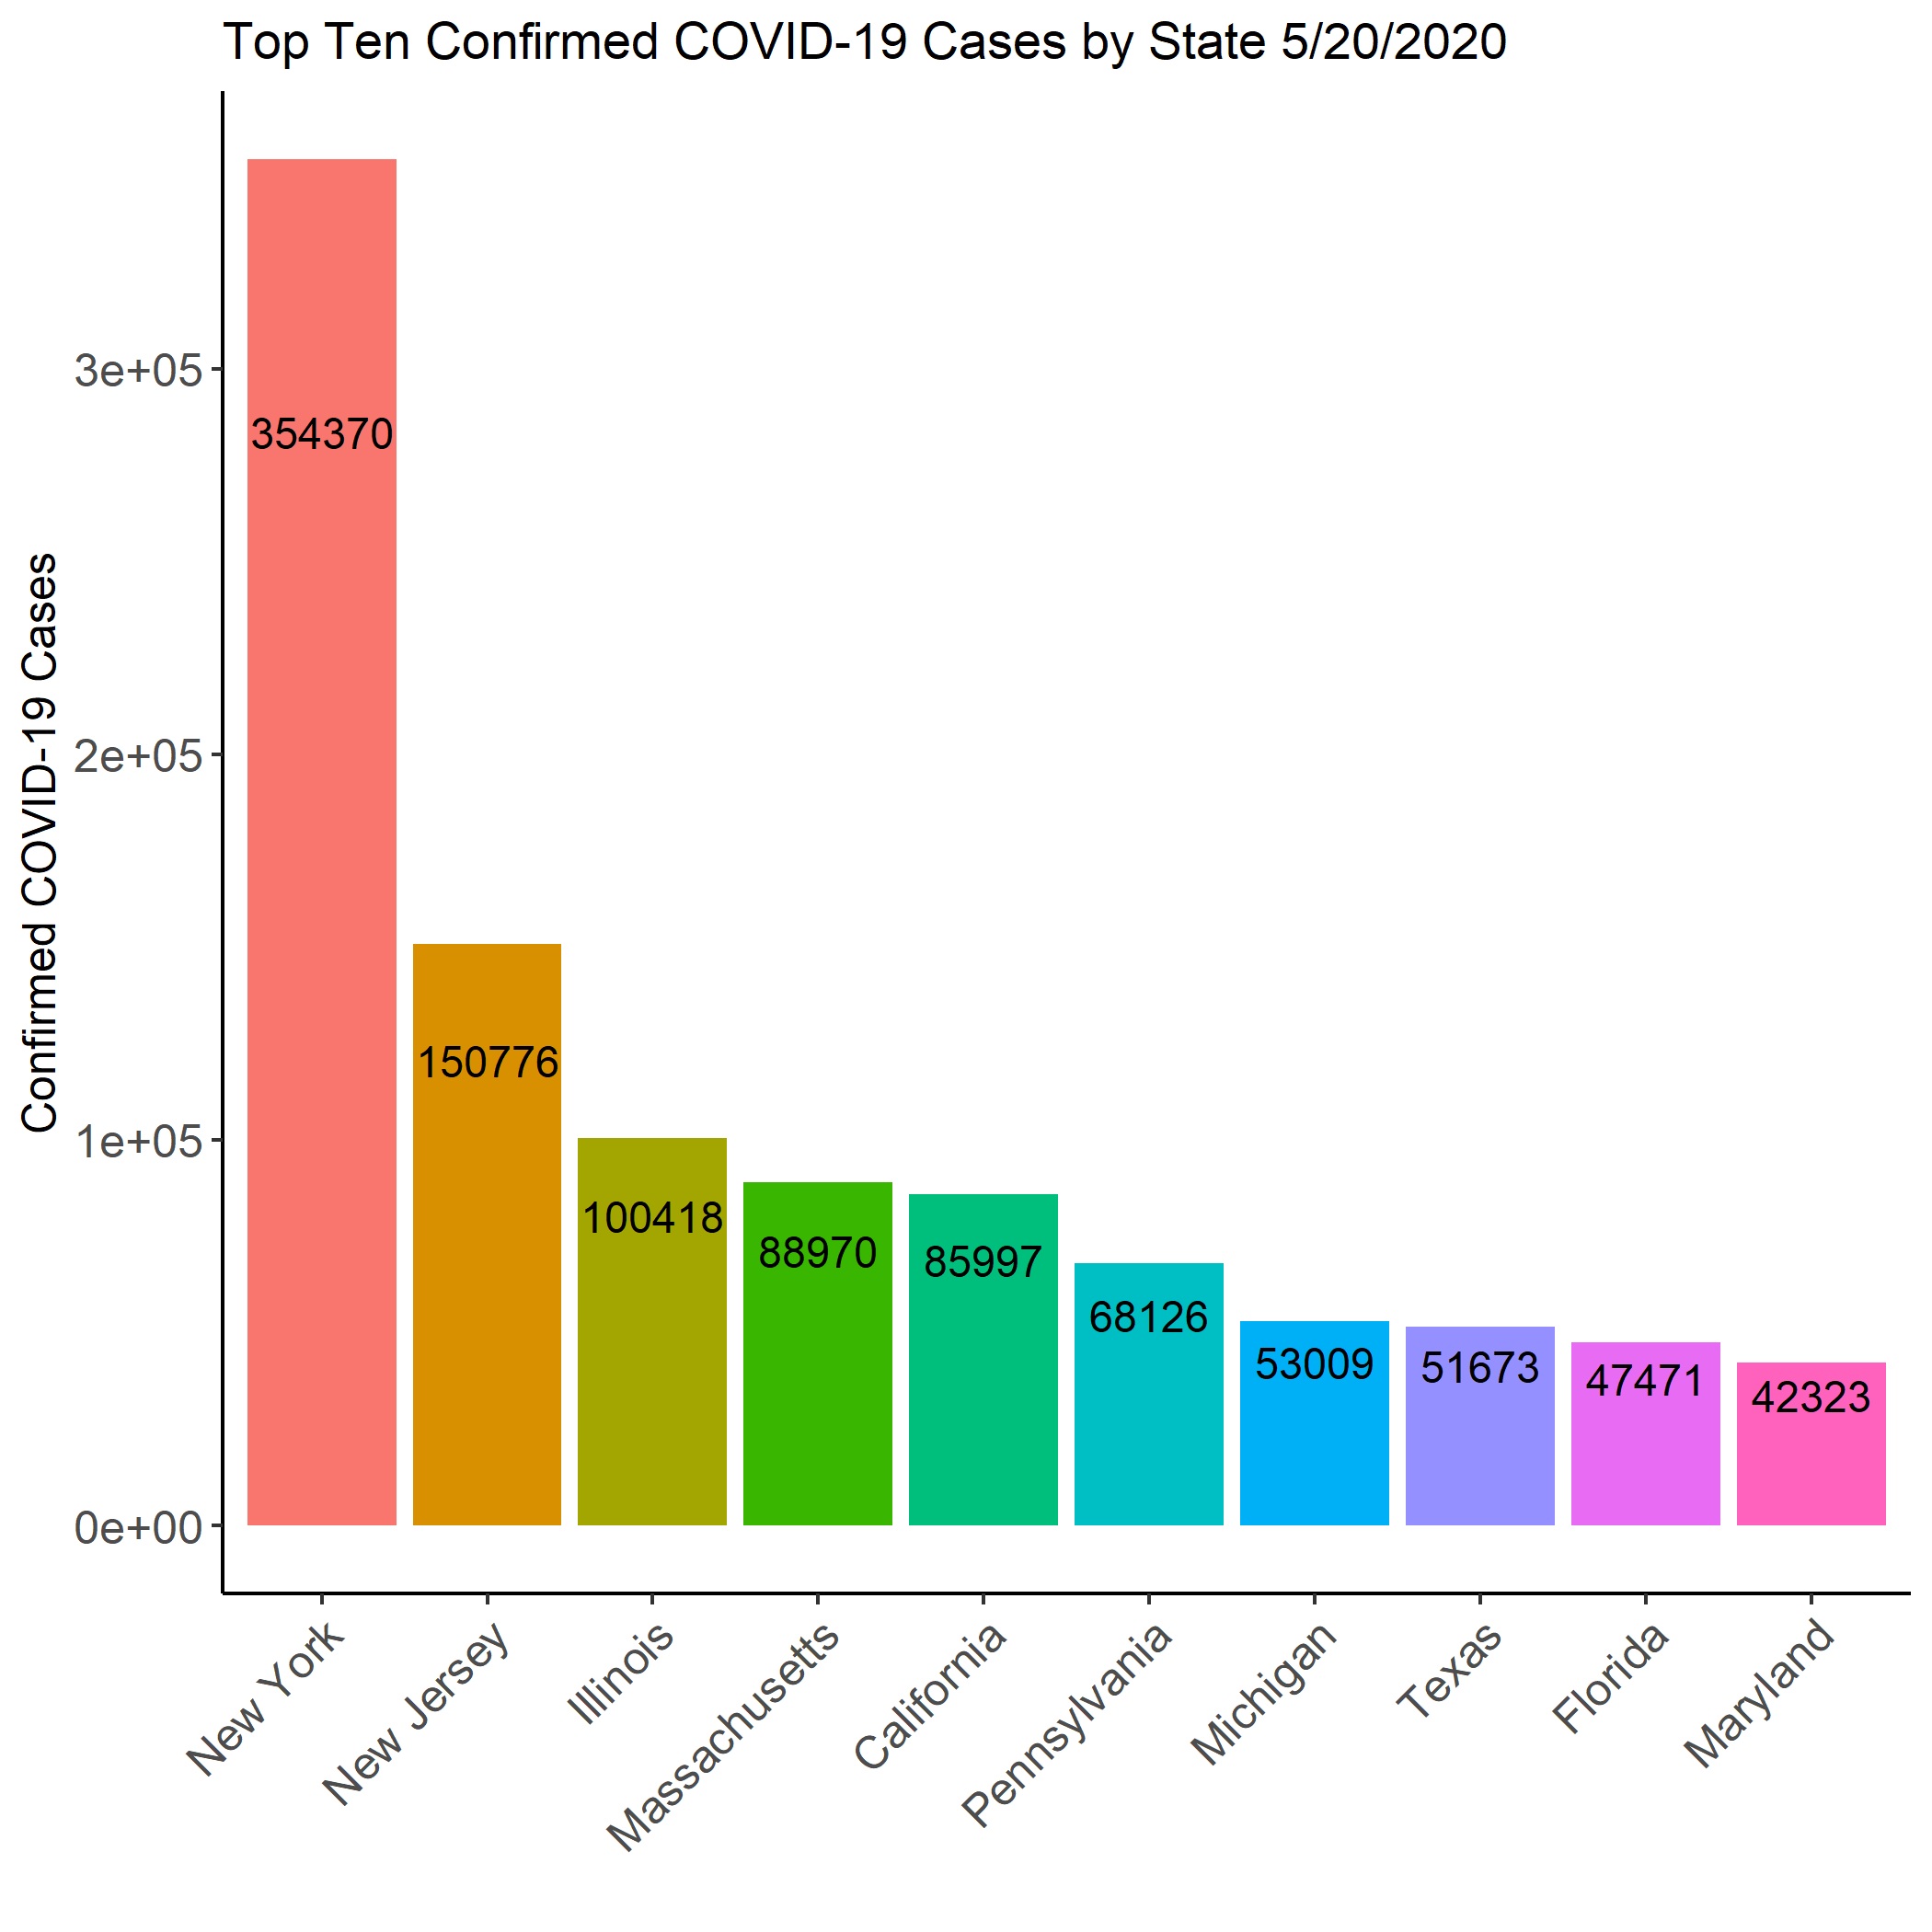 Top Ten Confirmed COVID-19 Cases by State 5/20/2020
Confirmed COVID-19 Cases
3e+05
2e+05
1e+05
0e+00
354370
150776
100418
88970
85997
68126
53009
51673
47471
42323
New York
New Jersey
Illinois
Massachusetts
California
Pennsylvania
Michigan
Texas
Florida
Maryland